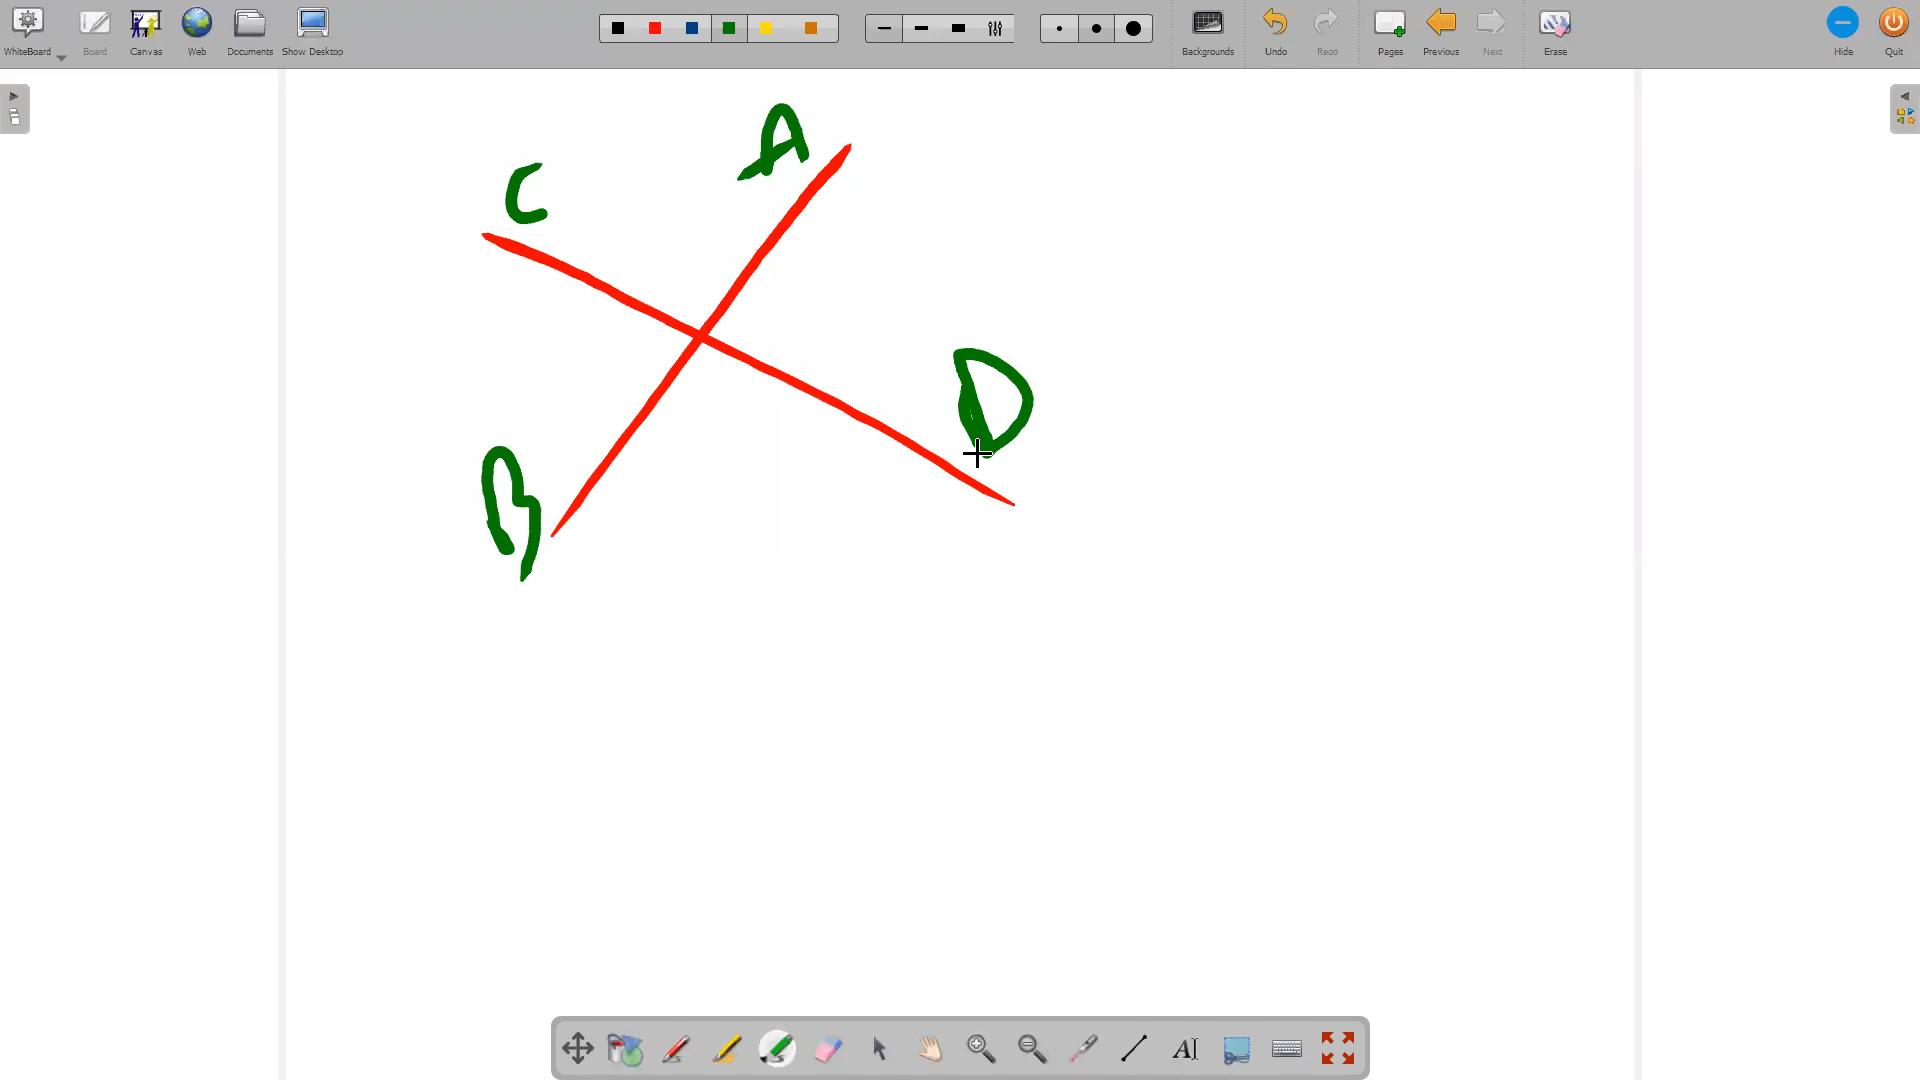 WhiteBoard Board Canvas Web Documents Show Desktop Backgrounds Undo Redo Pages Previous Next Erase Hide Quit
A
C
D
B
A